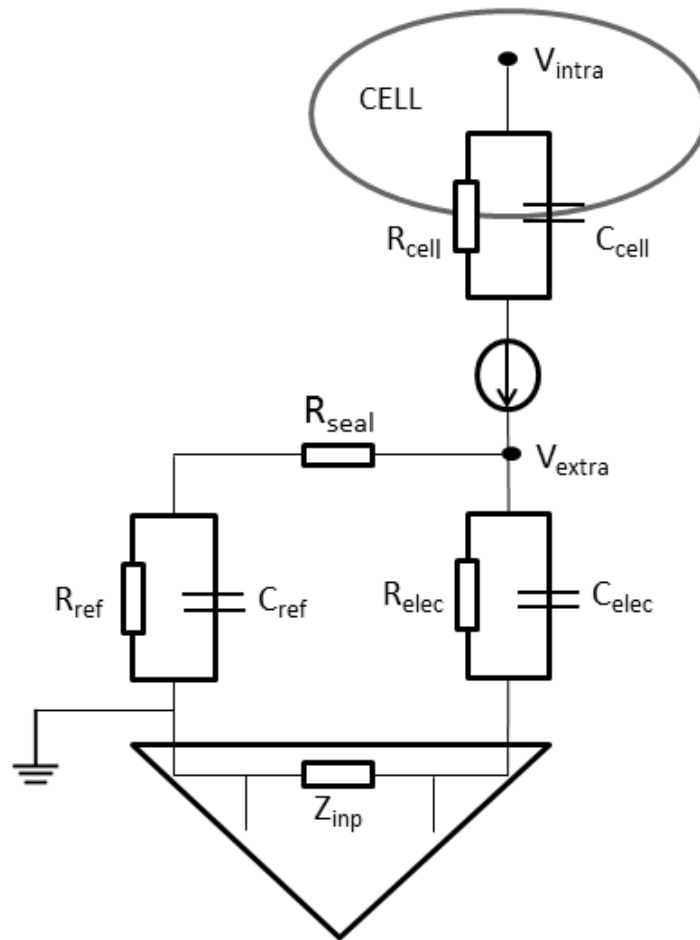 V_intra
CELL
R_cell
C_cell
R_seal
V_extra
R_ref
C_ref
R_elec
C_elec
Z_inp